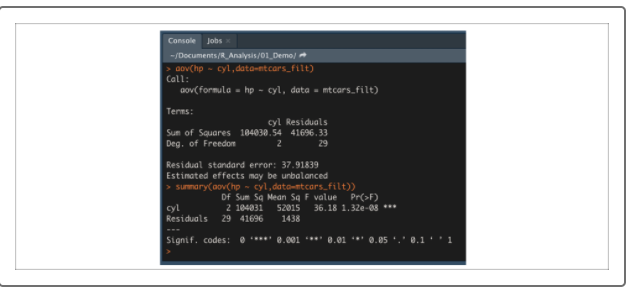 Console Jobs ×
~/Documents/R_Analysis/01_Demo/
> aov(hp ~ cyl,data=mtcars_filt)
Call:
   aov(formula = hp ~ cyl, data = mtcars_filt)

Terms:
                      cyl Residuals
Sum of Squares  104030.54  41696.33
Deg. of Freedom         2        29

Residual standard error: 37.91839
Estimated effects may be unbalanced
> summary(aov(hp ~ cyl,data=mtcars_filt))
            Df Sum Sq Mean Sq F value   Pr(>F)
cyl          2 104031   52015   36.18 1.32e-08 ***
Residuals   29  41696    1438
---
Signif. codes:  0 ‘***’ 0.001 ‘**’ 0.01 ‘*’ 0.05 ‘.’ 0.1 ‘ ’ 1
>